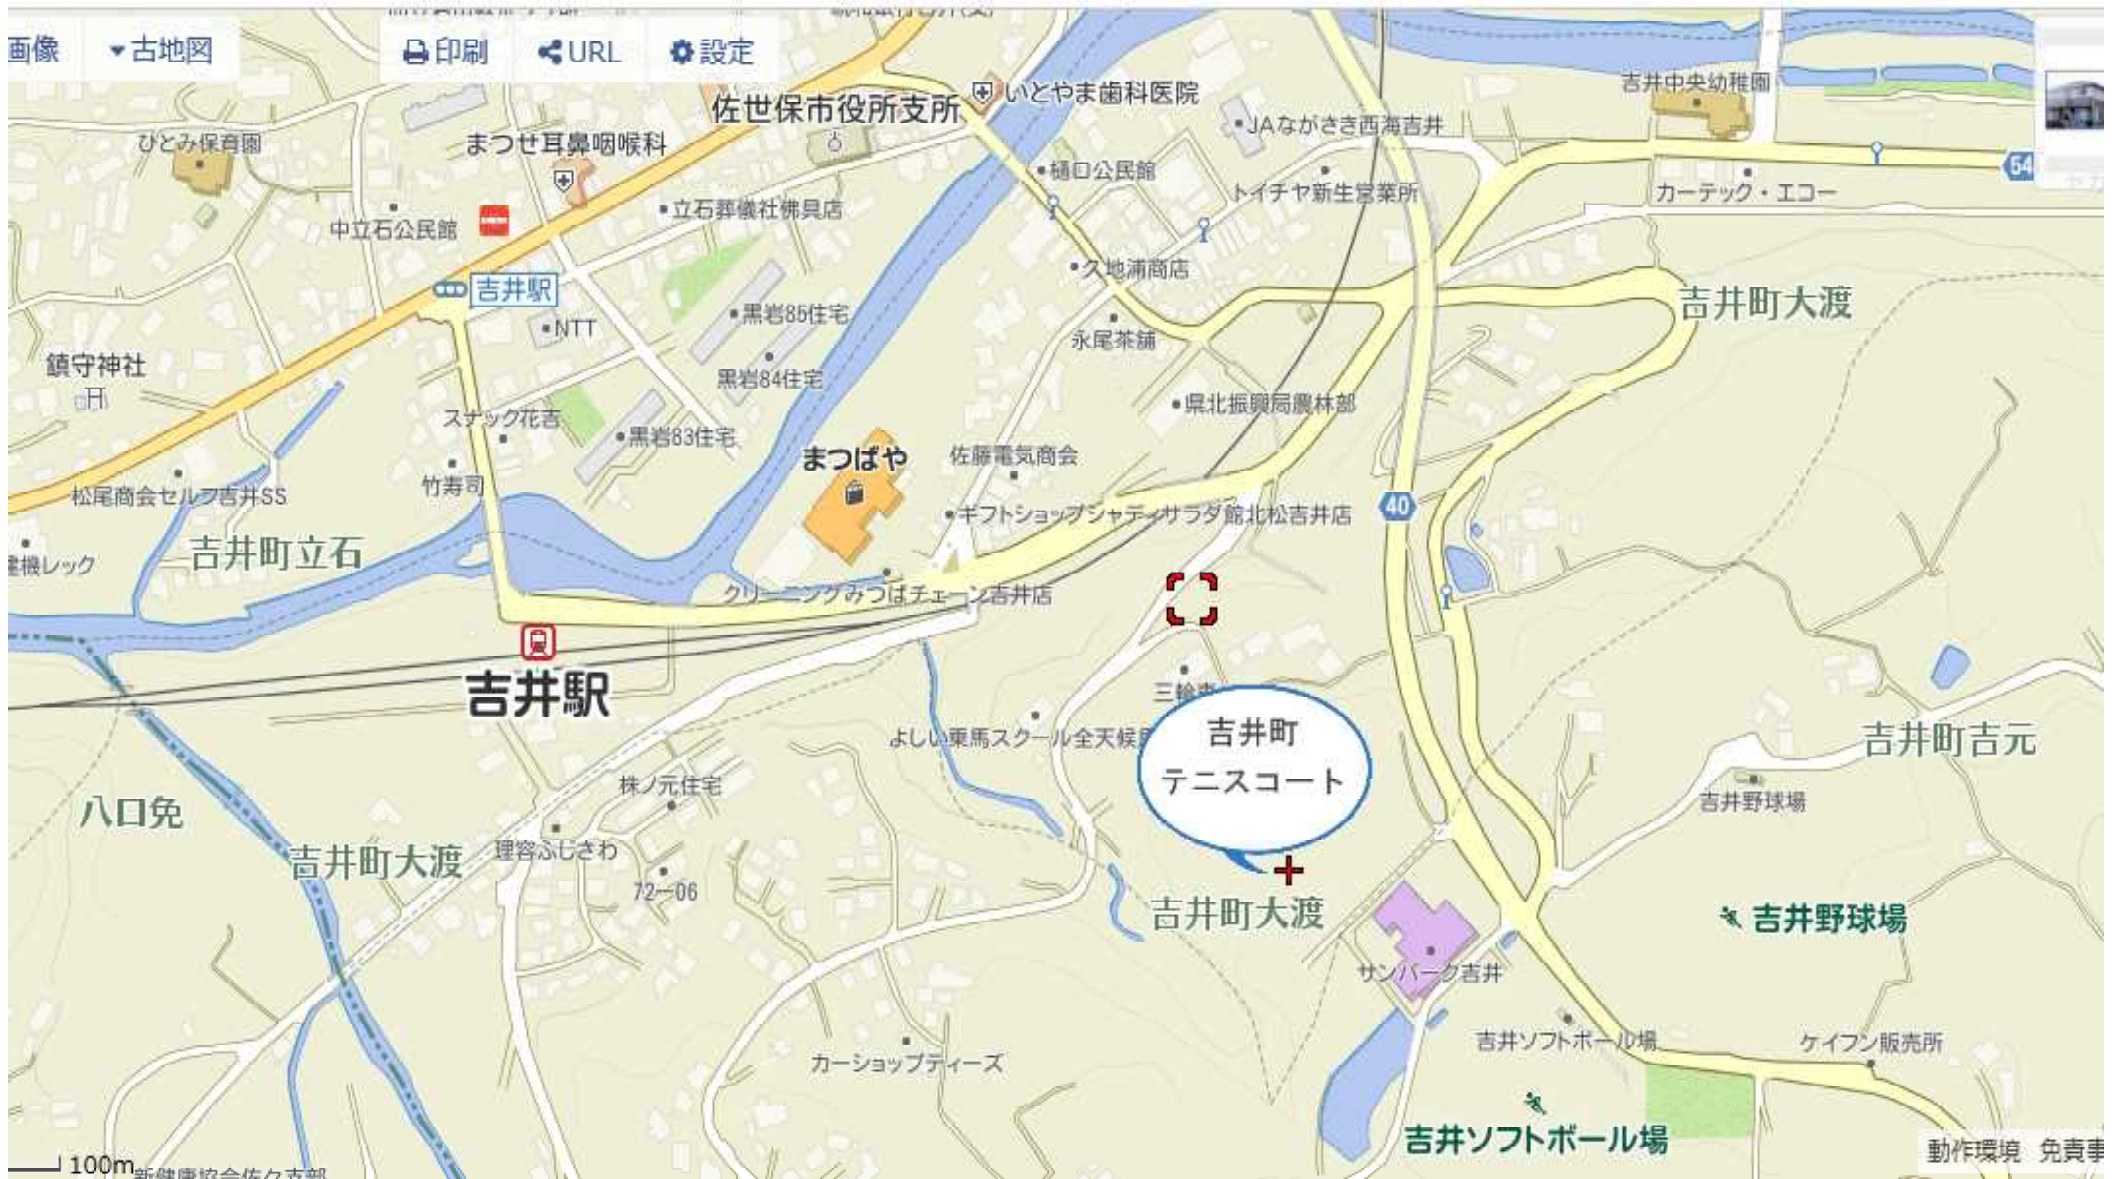 画像
古地図
印刷
URL
設定
吉井中央幼稚園
いとやま歯科医院
佐世保市役所支所
JAながさき西海吉井
ひとみ保育園
まつせ耳鼻咽喉科
樋口公民館
54
トイチヤ新生営業所
カーテック・エコー
立石葬儀社佛具店
中立石公民館
久地浦商店
吉井駅
吉井町大渡
黒岩85住宅
NTT
永尾茶舗
鎮守神社
黒岩84住宅
県北振興局農林部
スナック花吉
黒岩83住宅
まつばや
佐藤電気商会
竹寿司
松尾商会セルフ吉井SS
40
ギフトショップシャディサラダ館北松吉井店
吉井町立石
機レック
クリーニングみつばチェーン吉井店
吉井駅
三輪
よしい乗馬スクール全天候
吉井町
テニスコート
吉井町吉元
株ノ元住宅
吉井野球場
八口免
吉井町大渡
理容ふじさわ
72-06
吉井町大渡
吉井野球場
サンパーク吉井
吉井ソフトボール場
ケイフン販売所
カーショップティーズ
吉井ソフトボール場
動作環境 免責事
100m